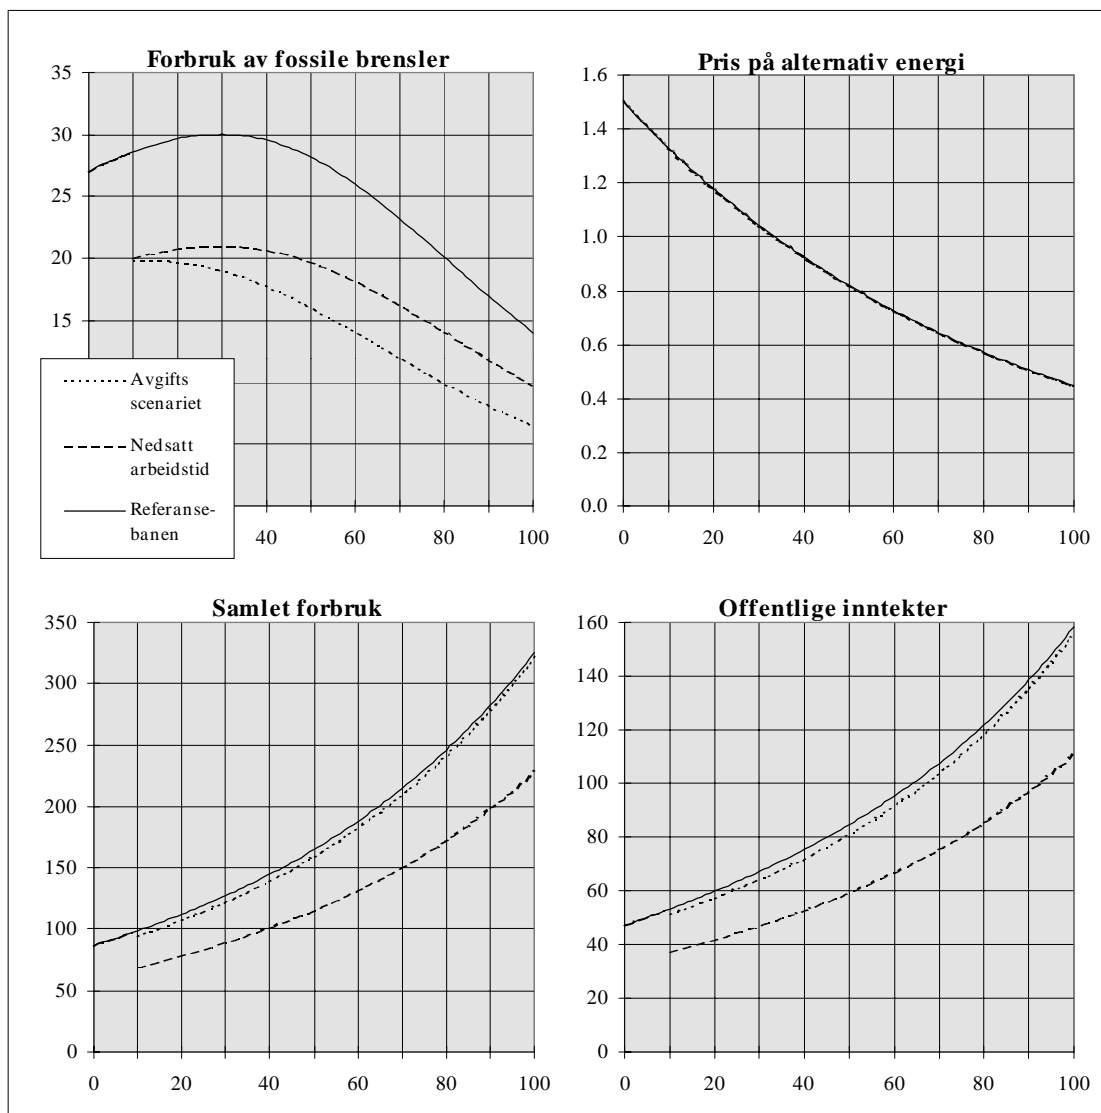 Forbruk av fossile brensler
35
30
25
20
15
40 60 80 100
Avgifts
scenariet
Nedsatt
arbeidstid
Referanse-
banen
Pris på alternativ energi
1.6
1.4
1.2
1.0
0.8
0.6
0.4
0.2
0.0
0 20 40 60 80 100
Samlet forbruk
350
300
250
200
150
100
50
0
0 20 40 60 80 100
Offentlige inntekter
160
140
120
100
80
60
40
20
0
0 20 40 60 80 100